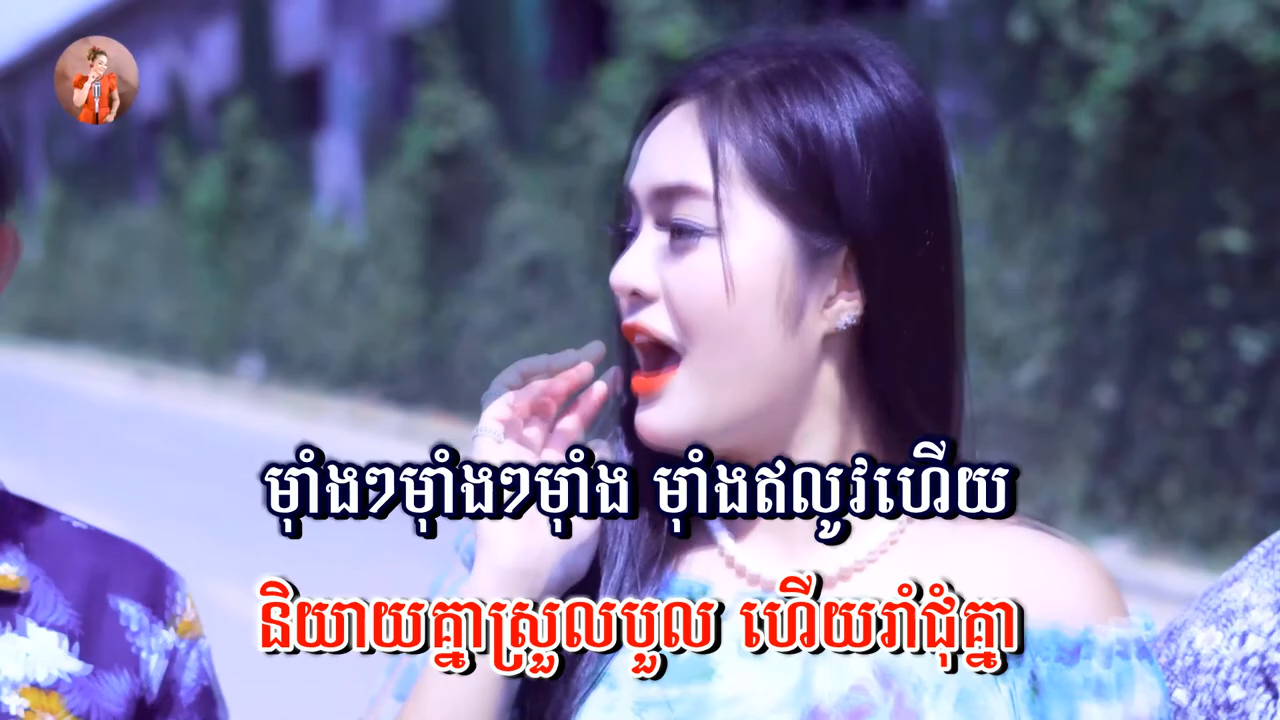 ម៉ាំងៗម៉ាំងៗម៉ាំង ម៉ាំងឥលូវហើយ
និយាយគ្នាស្រួលបួល ហើយរាំជុំគ្នា